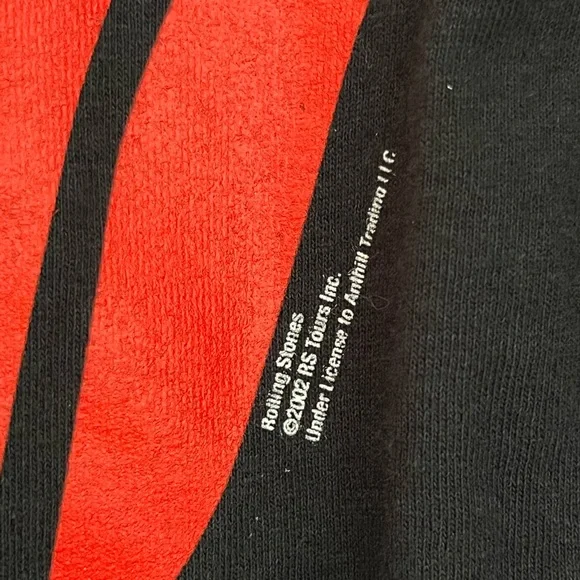 Rolling Stones
©2002 RS Tours Inc.
Under License to Anthill Trading LLC